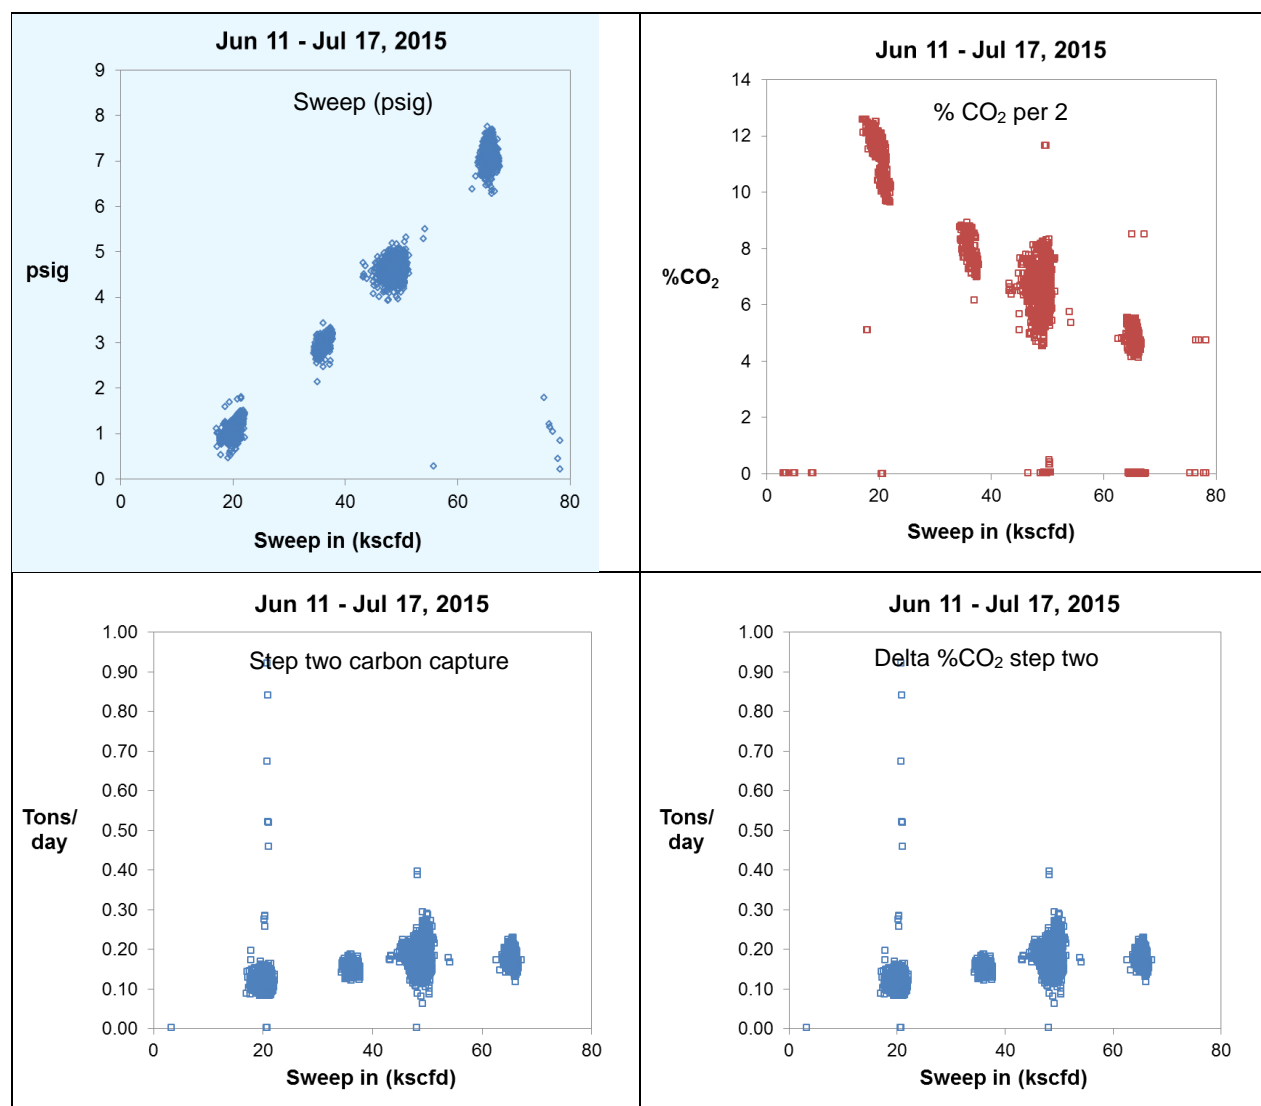 Jun 11 - Jul 17, 2015
Sweep (psig)
psig
9
8
7
6
5
4
3
2
1
0
0 20 40 60 80
Sweep in (kscfd)
Jun 11 - Jul 17, 2015
% CO₂ per 2
%CO₂
14
12
10
8
6
4
2
0
0 20 40 60 80
Sweep in (kscfd)
Jun 11 - Jul 17, 2015
Step two carbon capture
Tons/
day
1.00
0.90
0.80
0.70
0.60
0.50
0.40
0.30
0.20
0.10
0.00
0 20 40 60 80
Sweep in (kscfd)
Jun 11 - Jul 17, 2015
Delta %CO₂ step two
Tons/
day
1.00
0.90
0.80
0.70
0.60
0.50
0.40
0.30
0.20
0.10
0.00
0 20 40 60 80
Sweep in (kscfd)